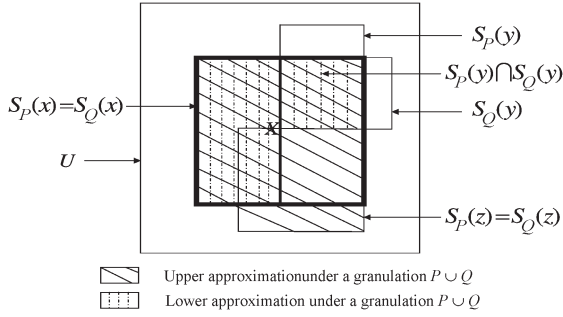 S_P(y)
S_P(y)⋂S_Q(y)
S_P(x)=S_Q(x)
S_Q(y)
X
U
S_P(z)=S_Q(z)
Upper approximationunder a granulation P ∪ Q
Lower approximation under a granulation P ∪ Q